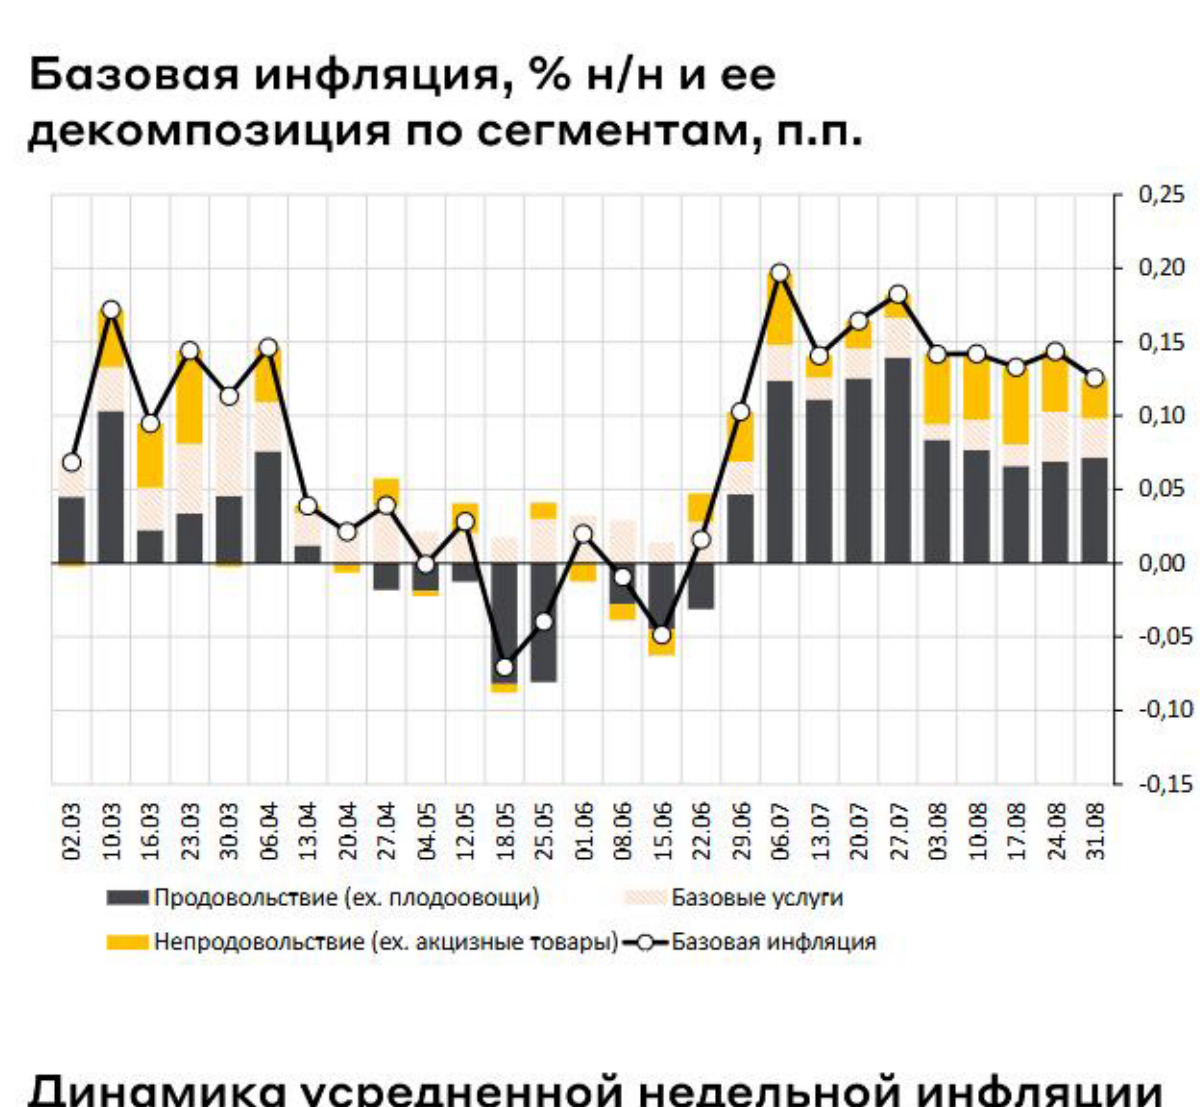 Базовая инфляция, % н/н и ее
декомпозиция по сегментам, п.п.
0,25
0,20
0,15
0,10
0,05
0,00
-0,05
-0,10
-0,15
02.03 10.03 16.03 23.03 30.03 06.04 13.04 20.04 27.04 04.05 12.05 18.05 25.05 01.06 08.06 15.06 22.06 29.06 06.07 13.07 20.07 27.07 03.08 10.08 17.08 24.08 31.08
Продовольствие (ex. плодоовощи) Базовые услуги
Непродовольствие (ex. акцизные товары) Базовая инфляция
Динамика усредненной недельной инфляции